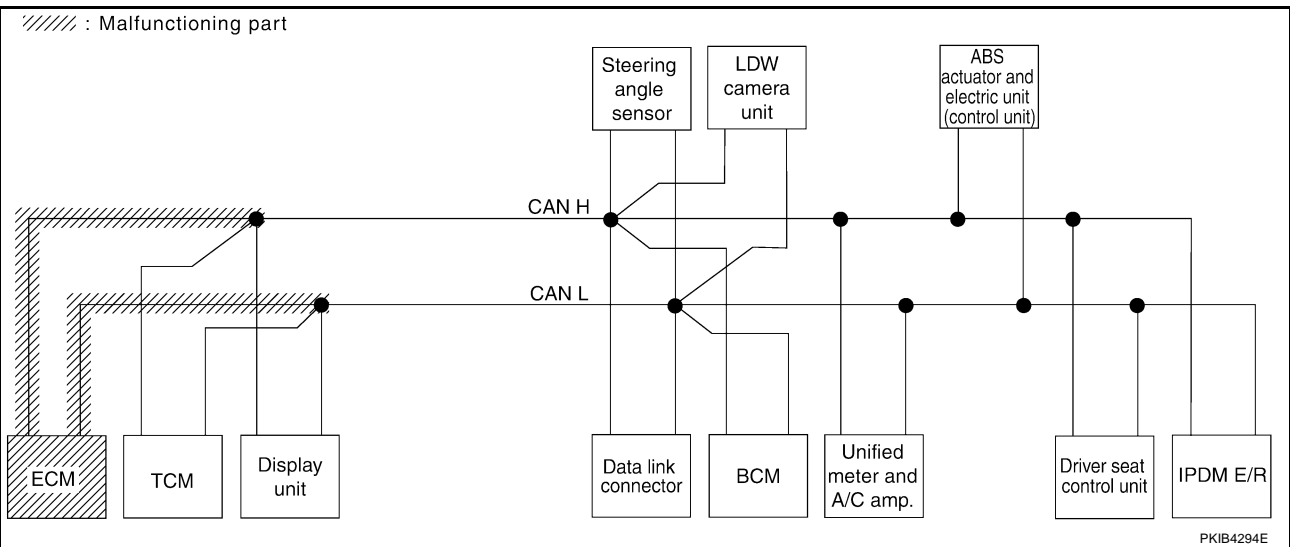 : Malfunctioning part
Steering
angle
sensor
LDW
camera
unit
ABS
actuator and
electric unit
(control unit)
CAN H
CAN L
ECM
TCM
Display
unit
Data link
connector
BCM
Unified
meter and
A/C amp.
Driver seat
control unit
IPDM E/R
PKIB4294E